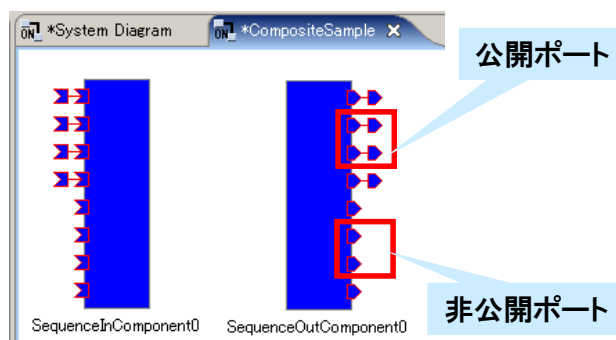 *System Diagram
*CompositeSample
公開ポート
非公開ポート
SequenceInComponent0
SequenceOutComponent0